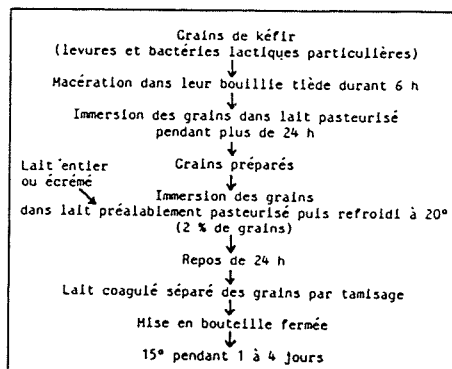 Grains de kéfir
(levures et bactéries lactiques particulières)
Macération dans leur bouillie tiède durant 6 h
Immersion des grains dans lait pasteurisé
pendant plus de 24 h
Grains préparés
Lait entier
ou écrémé
Immersion des grains
dans lait préalablement pasteurisé puis refroidi à 20°
(2 % de grains)
Repos de 24 h
Lait coagulé séparé des grains par tamisage
Mise en bouteille fermée
15° pendant 1 à 4 jours